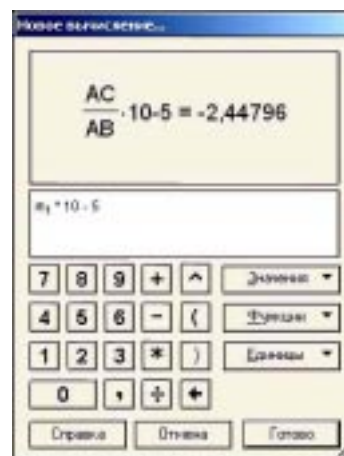 Новое вычисление...
AC
AB
·10-5 = -2,44796
m₁ * 10 - 5
7 8 9 + ^ Значения
4 5 6 - ( Функции
1 2 3 * ) Единицы
0 , ÷ ←
Справка Отмена Готово